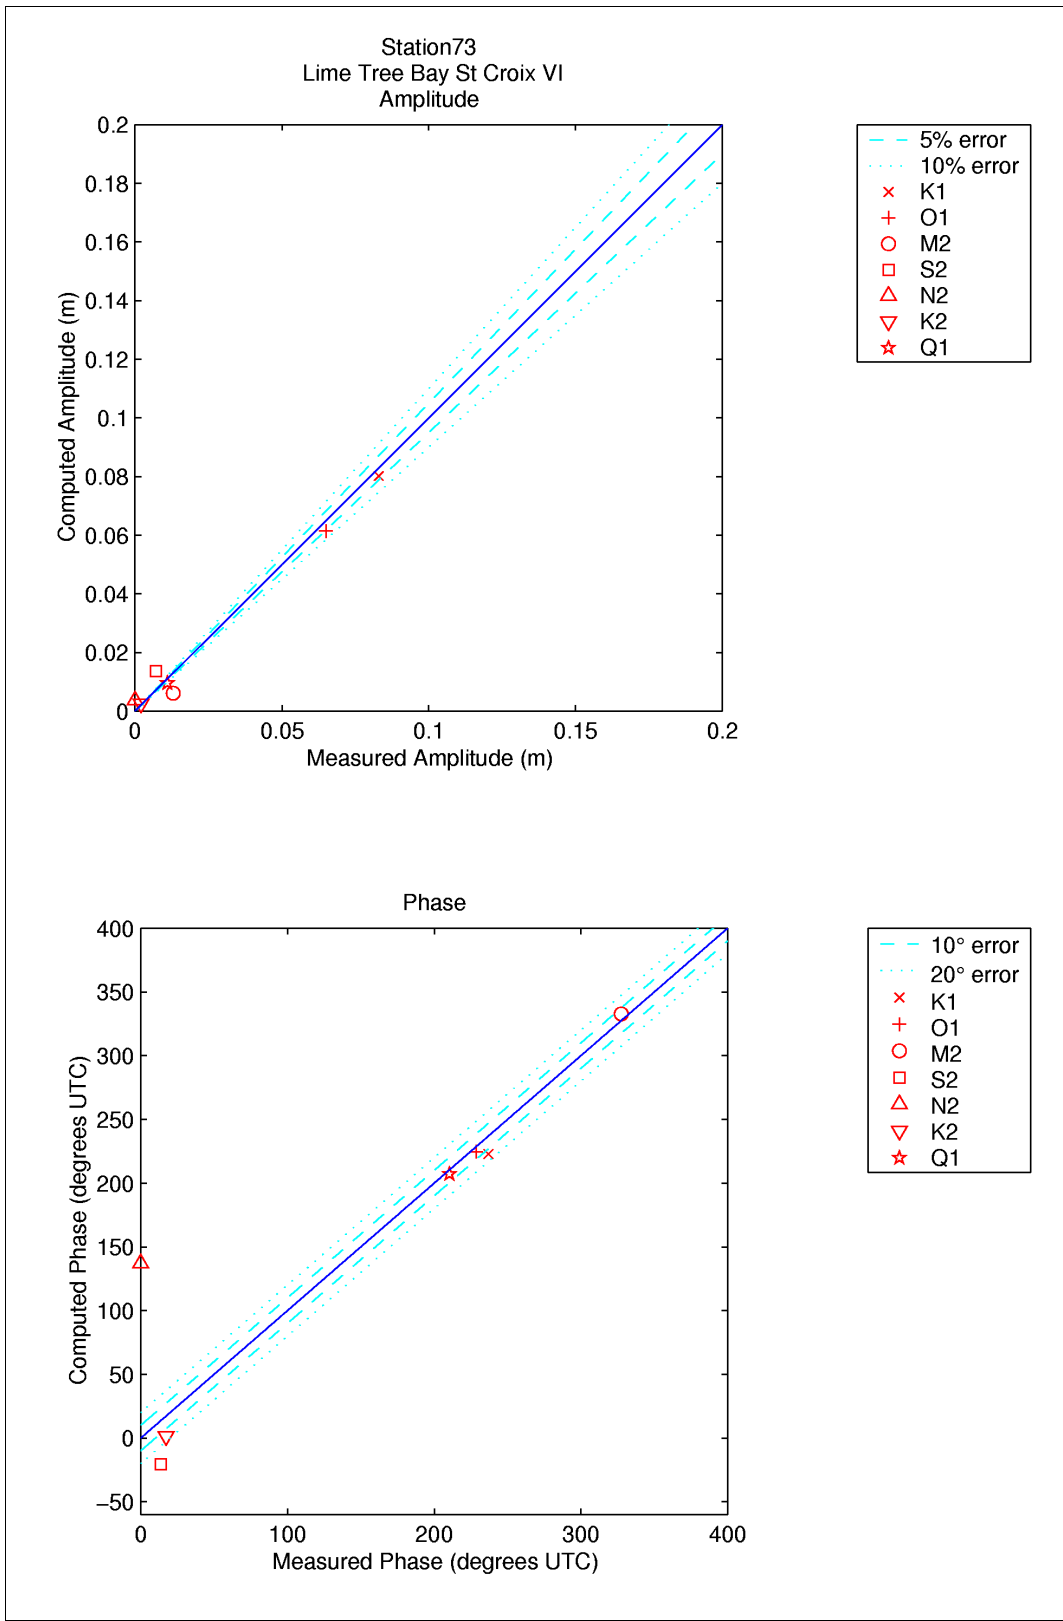 Station73
Lime Tree Bay St Croix VI
Amplitude
0.2
0.18
0.16
0.14
0.12
0.1
0.08
0.06
0.04
0.02
0
Computed Amplitude (m)
0 0.05 0.1 0.15 0.2
Measured Amplitude (m)
5% error
10% error
K1
O1
M2
S2
N2
K2
Q1
Phase
400
350
300
250
200
150
100
50
0
−50
Computed Phase (degrees UTC)
0 100 200 300 400
Measured Phase (degrees UTC)
10° error
20° error
K1
O1
M2
S2
N2
K2
Q1